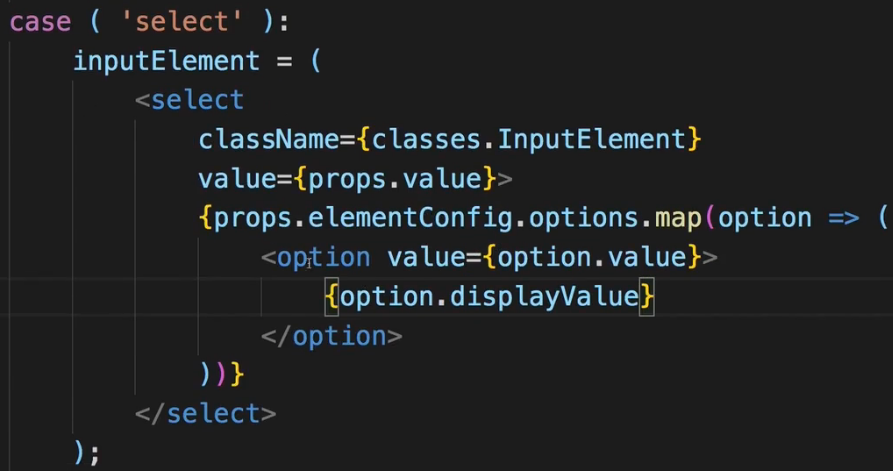 case ( 'select' ):
inputElement = (
<select
className={classes.InputElement}
value={props.value}>
{props.elementConfig.options.map(option => (
<option value={option.value}>
{option.displayValue}
</option>
))}
</select>
);